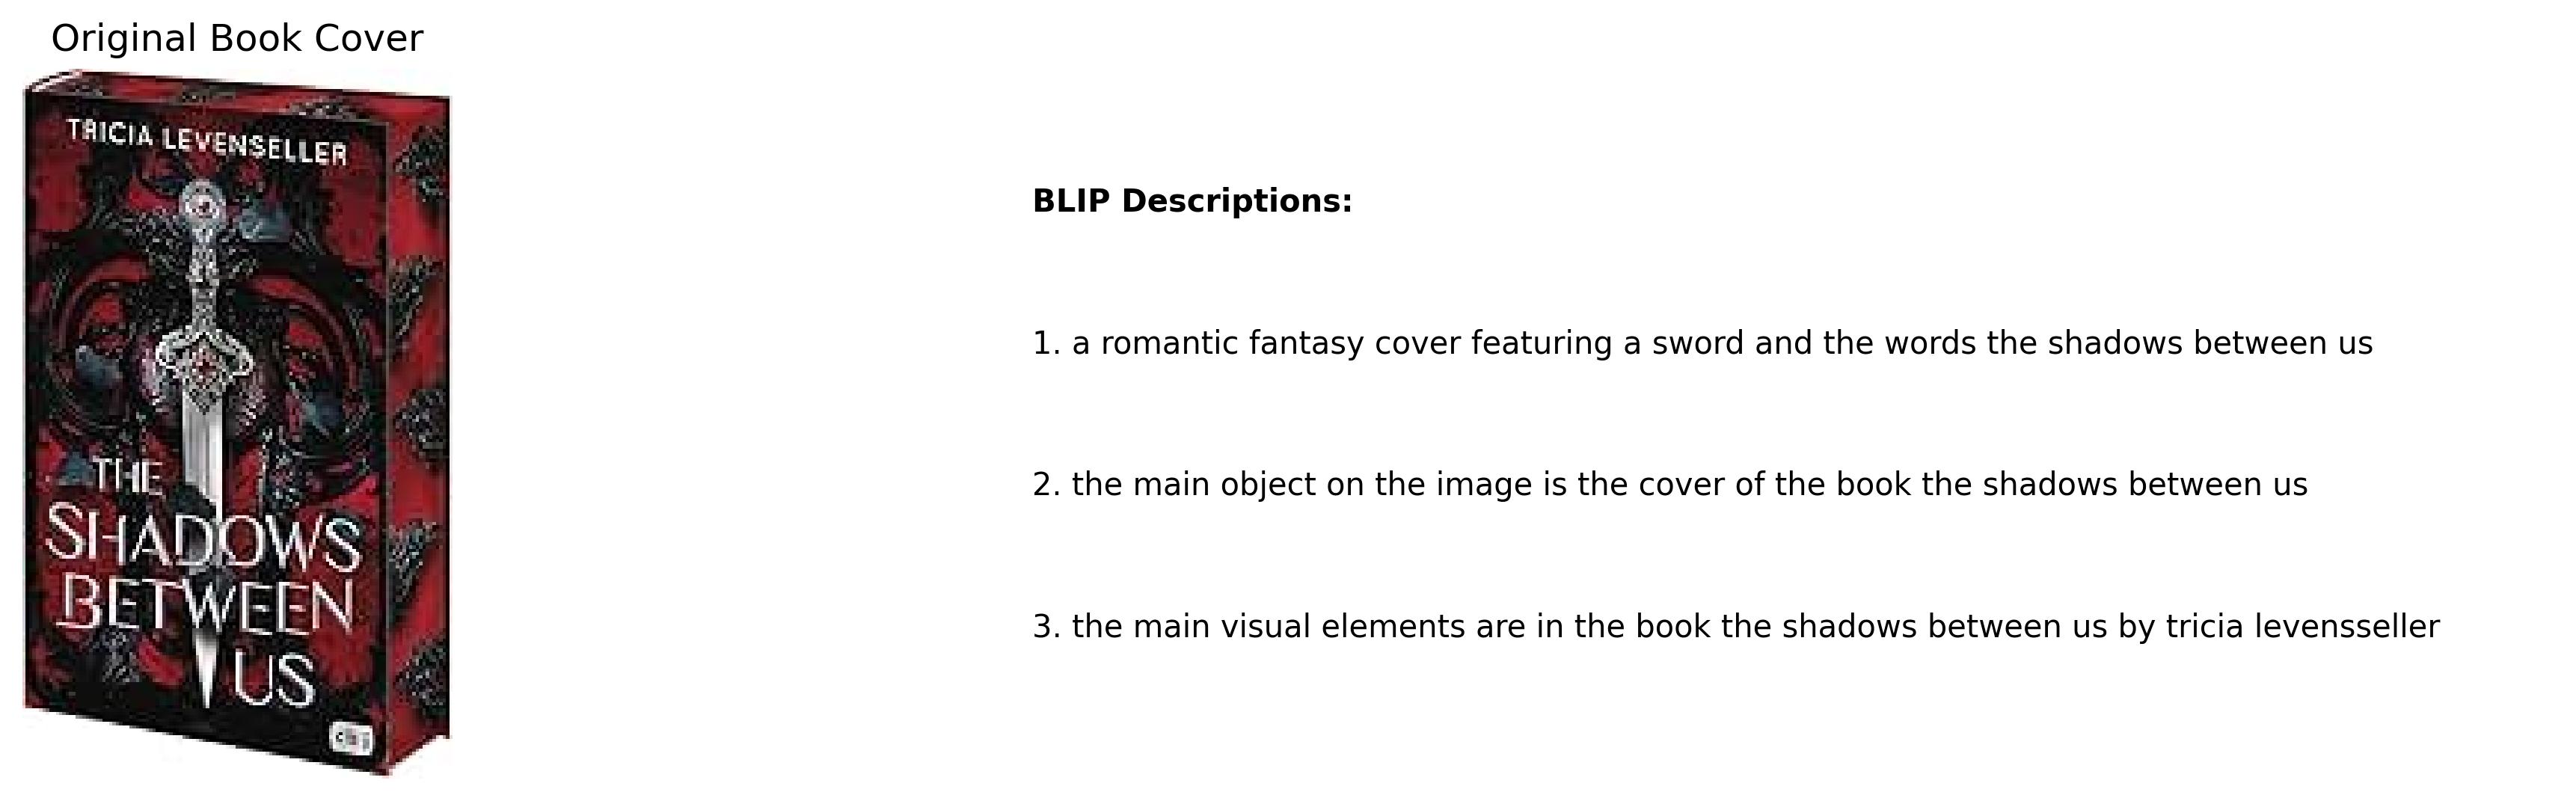 Original Book Cover
TRICIA LEVENSELLER
THE
SHADOWS
BETWEEN
US
cbj
BLIP Descriptions:
1. a romantic fantasy cover featuring a sword and the words the shadows between us
2. the main object on the image is the cover of the book the shadows between us
3. the main visual elements are in the book the shadows between us by tricia levensseller